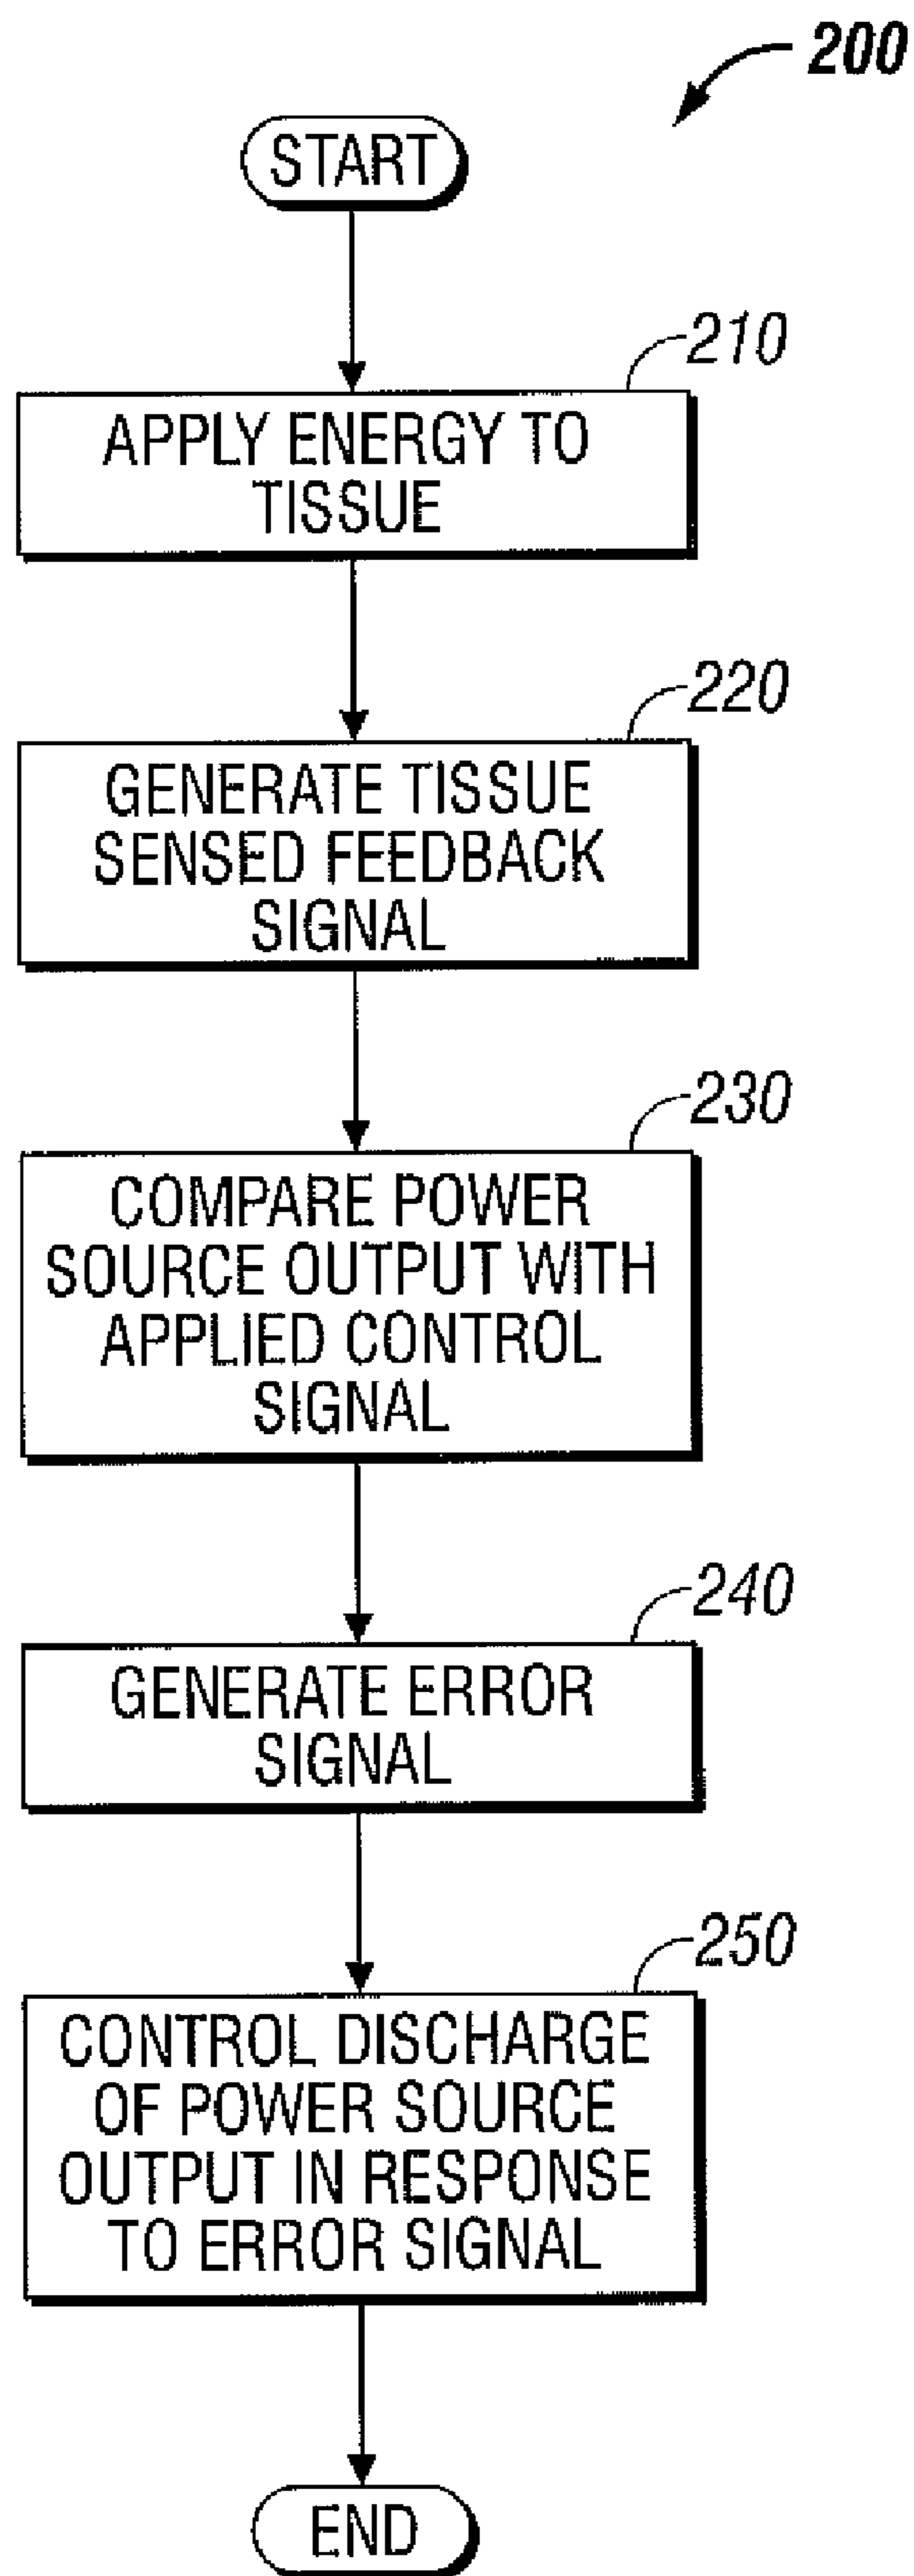 200
START
210
APPLY ENERGY TO
TISSUE
220
GENERATE TISSUE
SENSED FEEDBACK
SIGNAL
230
COMPARE POWER
SOURCE OUTPUT WITH
APPLIED CONTROL
SIGNAL
240
GENERATE ERROR
SIGNAL
250
CONTROL DISCHARGE
OF POWER SOURCE
OUTPUT IN RESPONSE
TO ERROR SIGNAL
END